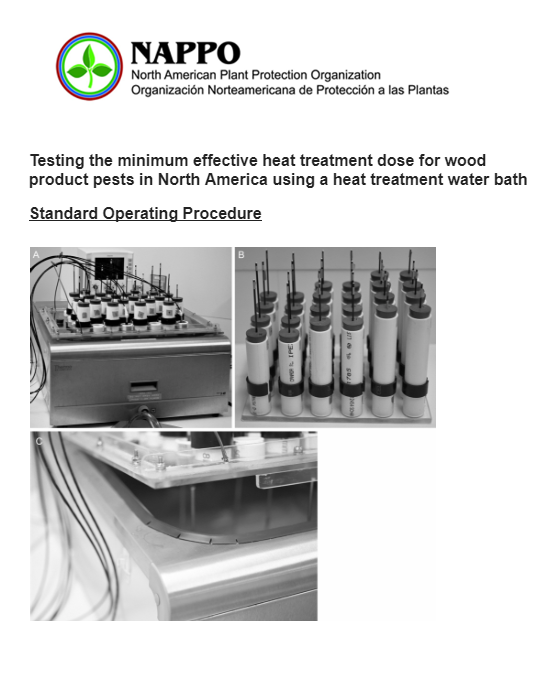 NAPPO
North American Plant Protection Organization
Organización Norteamericana de Protección a las Plantas
Testing the minimum effective heat treatment dose for wood
product pests in North America using a heat treatment water bath
Standard Operating Procedure
A
B
C